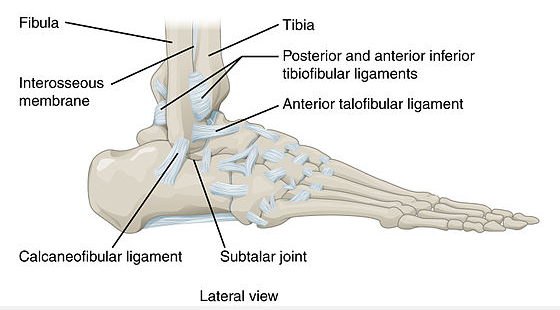 Fibula
Tibia
Posterior and anterior inferior
tibiofibular ligaments
Interosseous
membrane
Anterior talofibular ligament
Calcaneofibular ligament
Subtalar joint
Lateral view